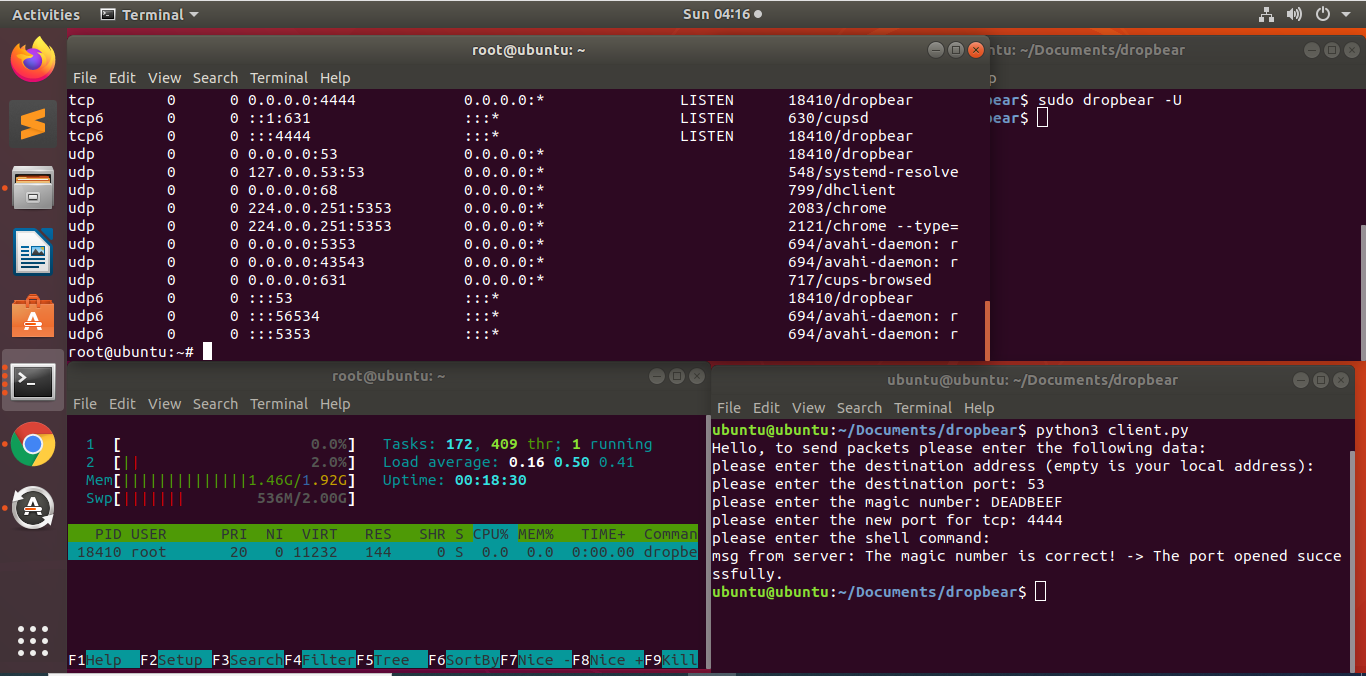 Activities Terminal Sun 04:16
root@ubuntu: ~
File Edit View Search Terminal Help
tcp 0 0 0.0.0.0:4444 0.0.0.0:* LISTEN 18410/dropbear
tcp6 0 0 ::1:631 :::* LISTEN 630/cupsd
tcp6 0 0 :::4444 :::* LISTEN 18410/dropbear
udp 0 0 0.0.0.0:53 0.0.0.0:* 18410/dropbear
udp 0 0 127.0.0.53:53 0.0.0.0:* 548/systemd-resolve
udp 0 0 0.0.0.0:68 0.0.0.0:* 799/dhclient
udp 0 0 224.0.0.251:5353 0.0.0.0:* 2083/chrome
udp 0 0 224.0.0.251:5353 0.0.0.0:* 2121/chrome --type=
udp 0 0 0.0.0.0:5353 0.0.0.0:* 694/avahi-daemon: r
udp 0 0 0.0.0.0:43543 0.0.0.0:* 694/avahi-daemon: r
udp 0 0 0.0.0.0:631 0.0.0.0:* 717/cups-browsed
udp6 0 0 :::53 :::* 18410/dropbear
udp6 0 0 :::56534 :::* 694/avahi-daemon: r
udp6 0 0 :::5353 :::* 694/avahi-daemon: r
root@ubuntu:~#
ntu: ~/Documents/dropbear
p
bear$ sudo dropbear -U
bear$
root@ubuntu: ~
File Edit View Search Terminal Help
1 [ 0.0%] Tasks: 172, 409 thr; 1 running
2 [|| 2.0%] Load average: 0.16 0.50 0.41
Mem[||||||||||||||1.46G/1.92G] Uptime: 00:18:30
Swp[||||||| 536M/2.00G]
PID USER PRI NI VIRT RES SHR S CPU% MEM% TIME+ Comman
18410 root 20 0 11232 144 0 S 0.0 0.0 0:00.00 dropbe
F1Help F2Setup F3SearchF4FilterF5Tree F6SortByF7Nice -F8Nice +F9Kill
ubuntu@ubuntu: ~/Documents/dropbear
File Edit View Search Terminal Help
ubuntu@ubuntu:~/Documents/dropbear$ python3 client.py
Hello, to send packets please enter the following data:
please enter the destination address (empty is your local address):
please enter the destination port: 53
please enter the magic number: DEADBEEF
please enter the new port for tcp: 4444
please enter the shell command:
msg from server: The magic number is correct! -> The port opened succe
ssfully.
ubuntu@ubuntu:~/Documents/dropbear$